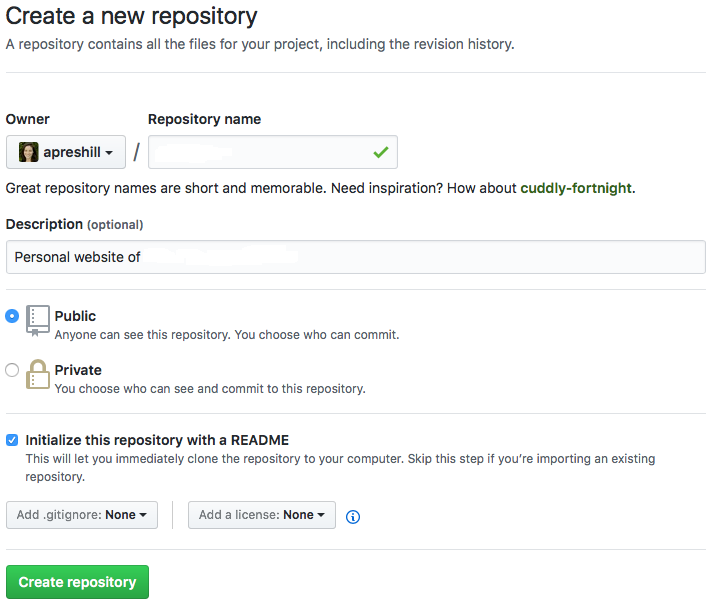 Create a new repository
A repository contains all the files for your project, including the revision history.
Owner Repository name
apreshill /
Great repository names are short and memorable. Need inspiration? How about cuddly-fortnight.
Description (optional)
Personal website of
Public
Anyone can see this repository. You choose who can commit.
Private
You choose who can see and commit to this repository.
Initialize this repository with a README
This will let you immediately clone the repository to your computer. Skip this step if you’re importing an existing
repository.
Add .gitignore: None Add a license: None
Create repository